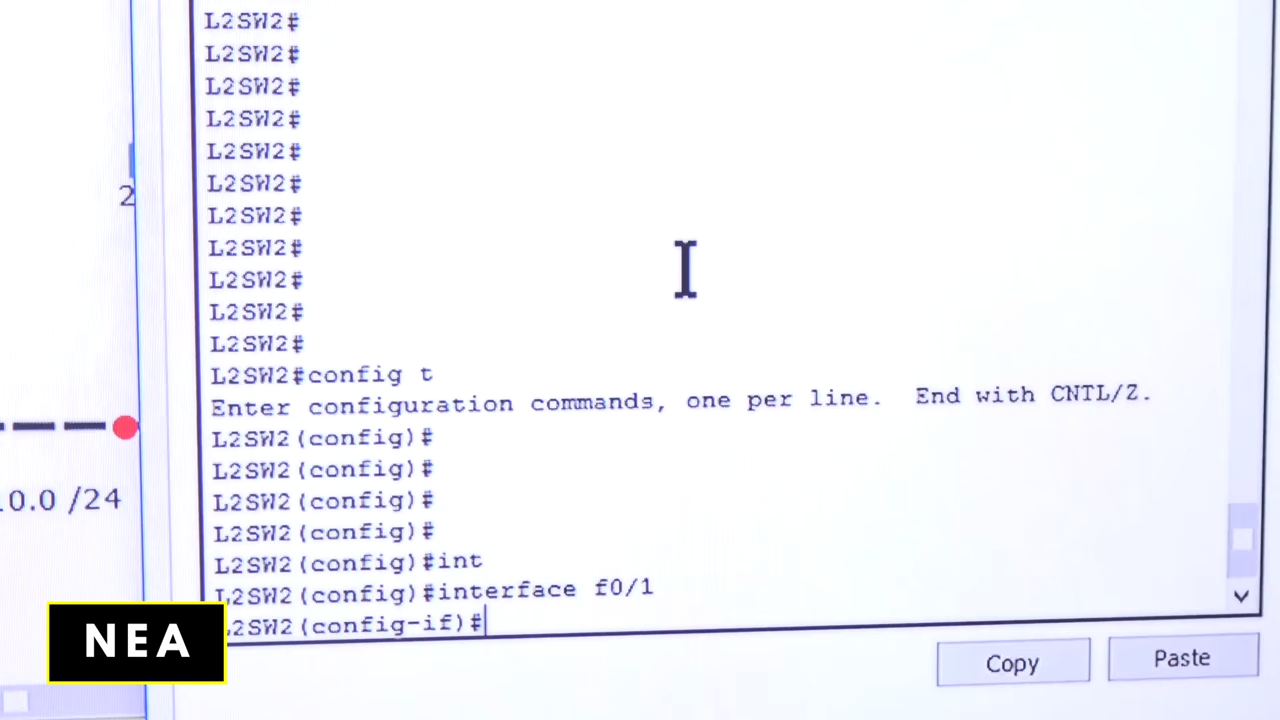 L2SW2#
L2SW2#
L2SW2#
L2SW2#
L2SW2#
L2SW2#
L2SW2#
L2SW2#
L2SW2#
L2SW2#
L2SW2#
L2SW2#config t
Enter configuration commands, one per line.  End with CNTL/Z.
L2SW2(config)#
L2SW2(config)#
L2SW2(config)#
L2SW2(config)#
L2SW2(config)#int
L2SW2(config)#interface f0/1
L2SW2(config-if)#
2
10.0 /24
NEA
Copy
Paste